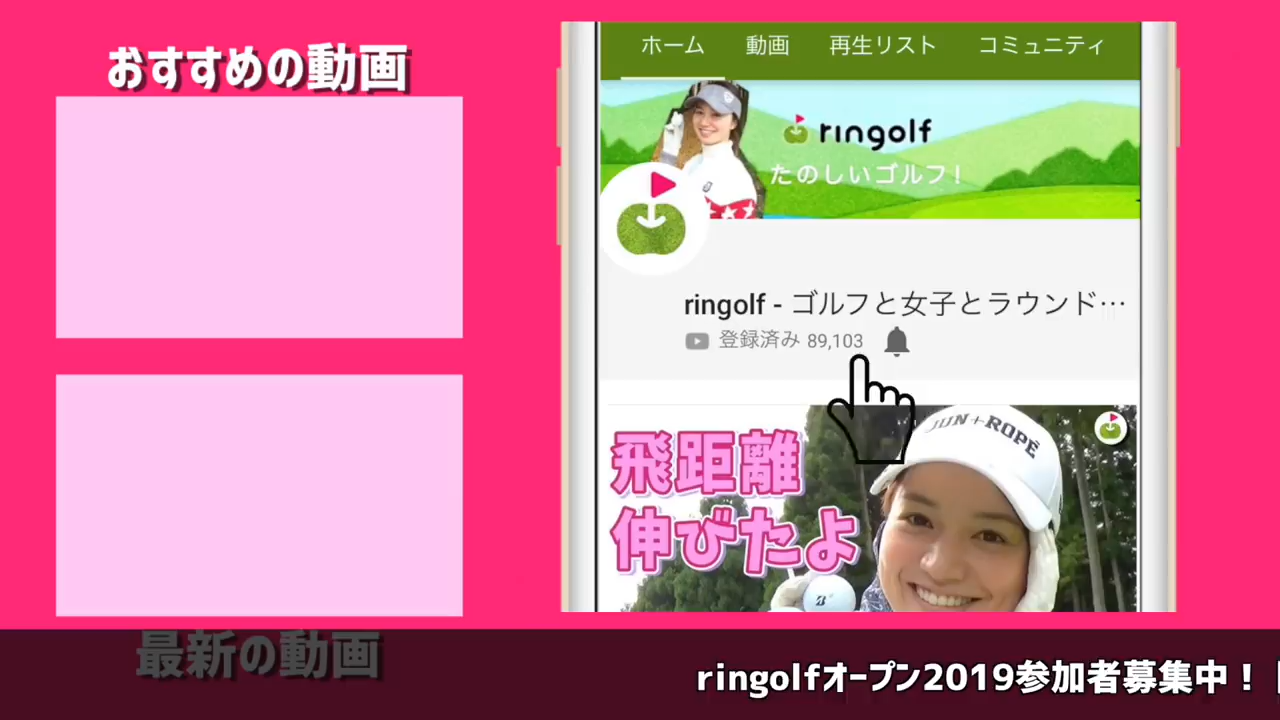 おすすめの動画
ホーム 動画 再生リスト コミュニティ
ringolf
たのしいゴルフ!
ringolf - ゴルフと女子とラウンド…
登録済み 89,103
JUN+ROPÉ
飛距離
伸びたよ
B
最新の動画
ringolfオープン2019参加者募集中!